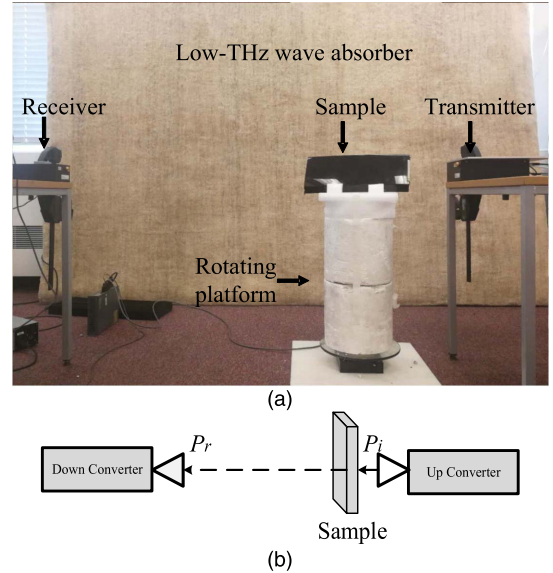 Low-THz wave absorber
Receiver
Sample
Transmitter
Rotating
platform
(a)
Down Converter
Pr
Pi
Up Converter
Sample
(b)